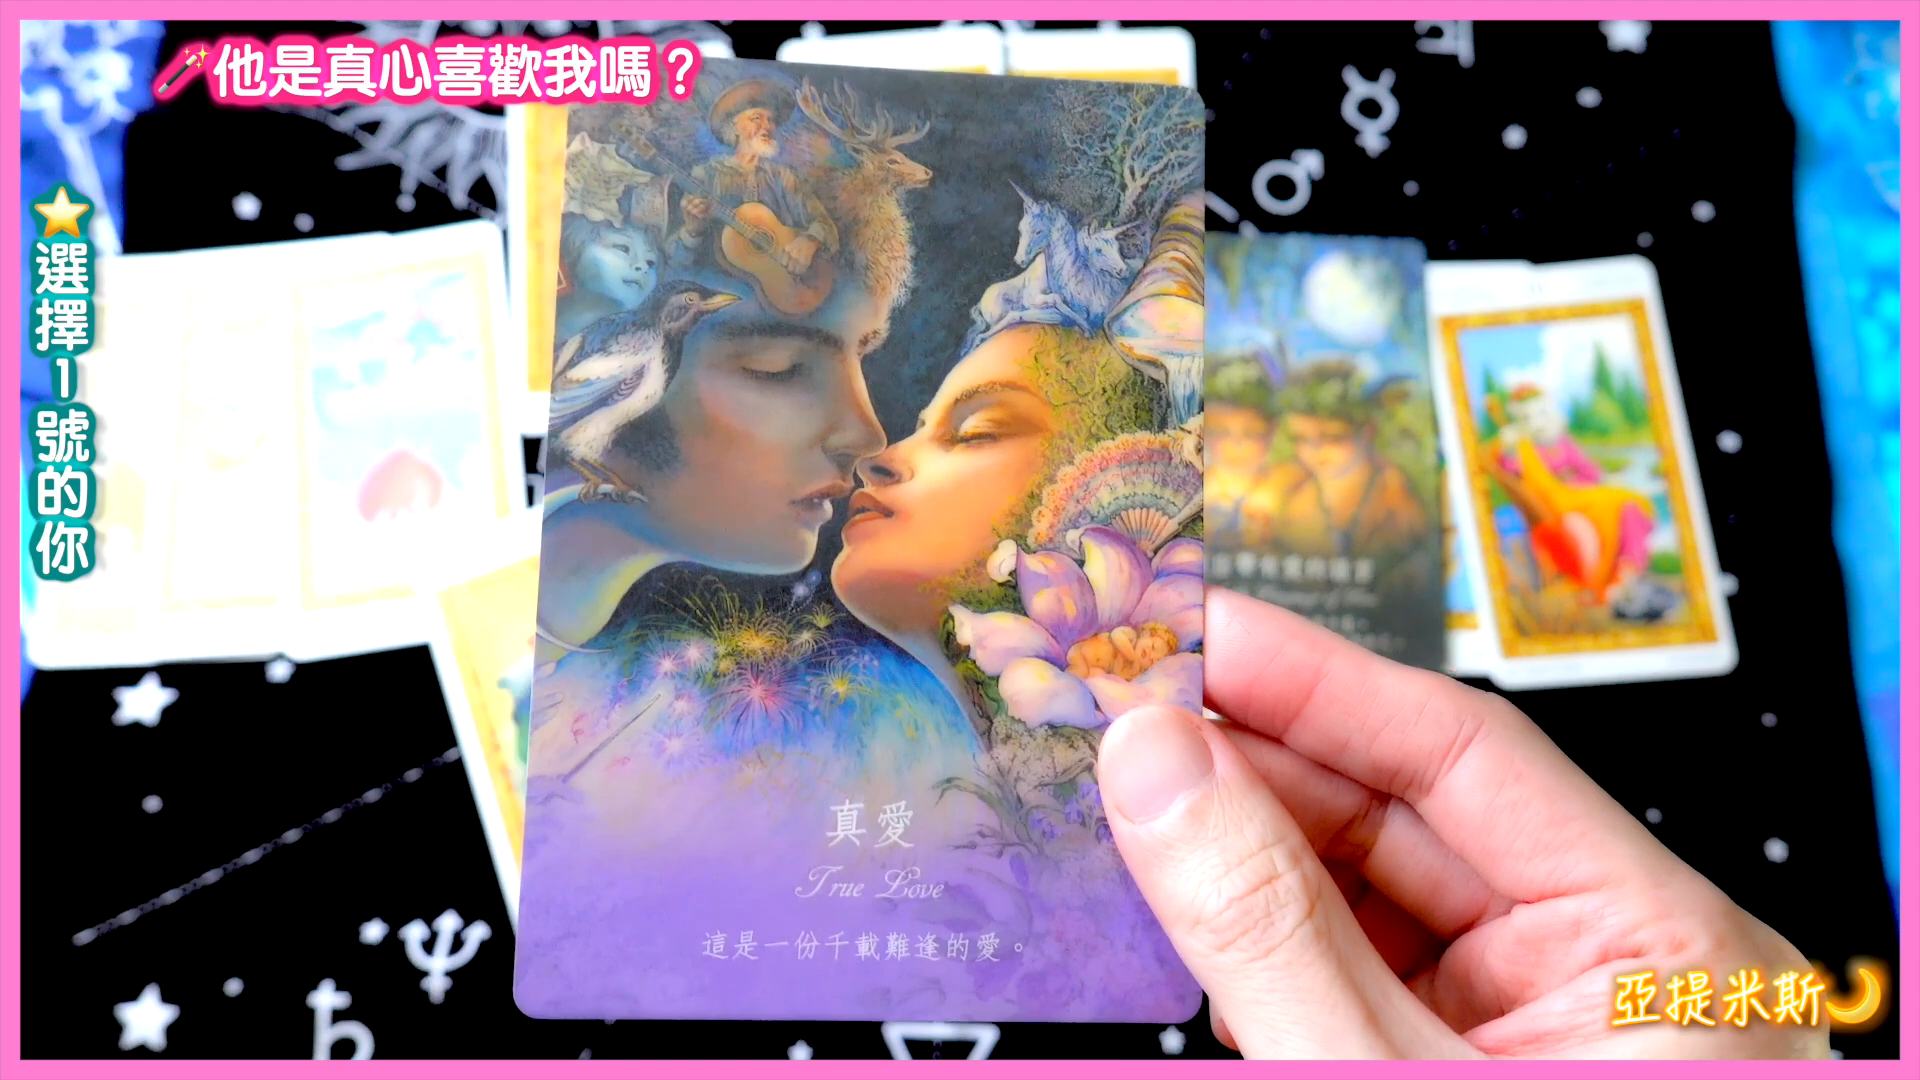 他是真心喜歡我嗎？
選擇1號的你
真愛
True Love
這是一份千載難逢的愛。
亞提米斯